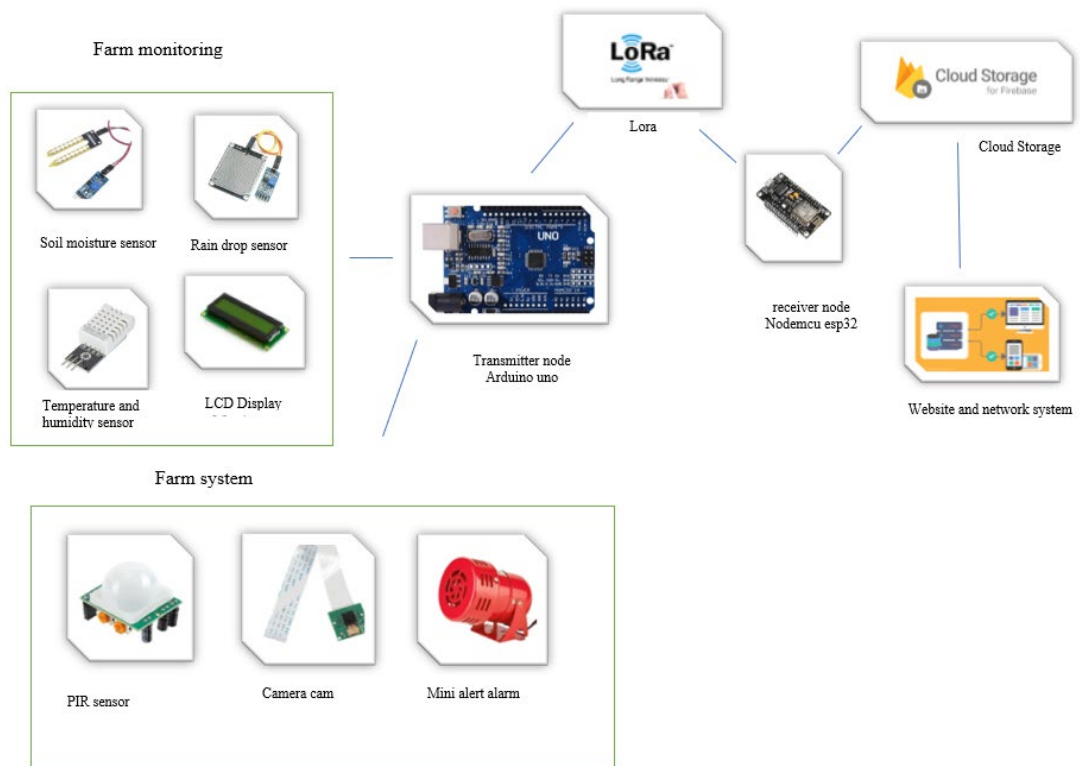 Farm monitoring
Soil moisture sensor
Rain drop sensor
Temperature and
humidity sensor
LCD Display
UNO
Transmitter node
Arduino uno
LoRa
Lora
receiver node
Nodemcu esp32
Cloud Storage
for Firebase
Cloud Storage
Website and network system
Farm system
PIR sensor
Camera cam
Mini alert alarm